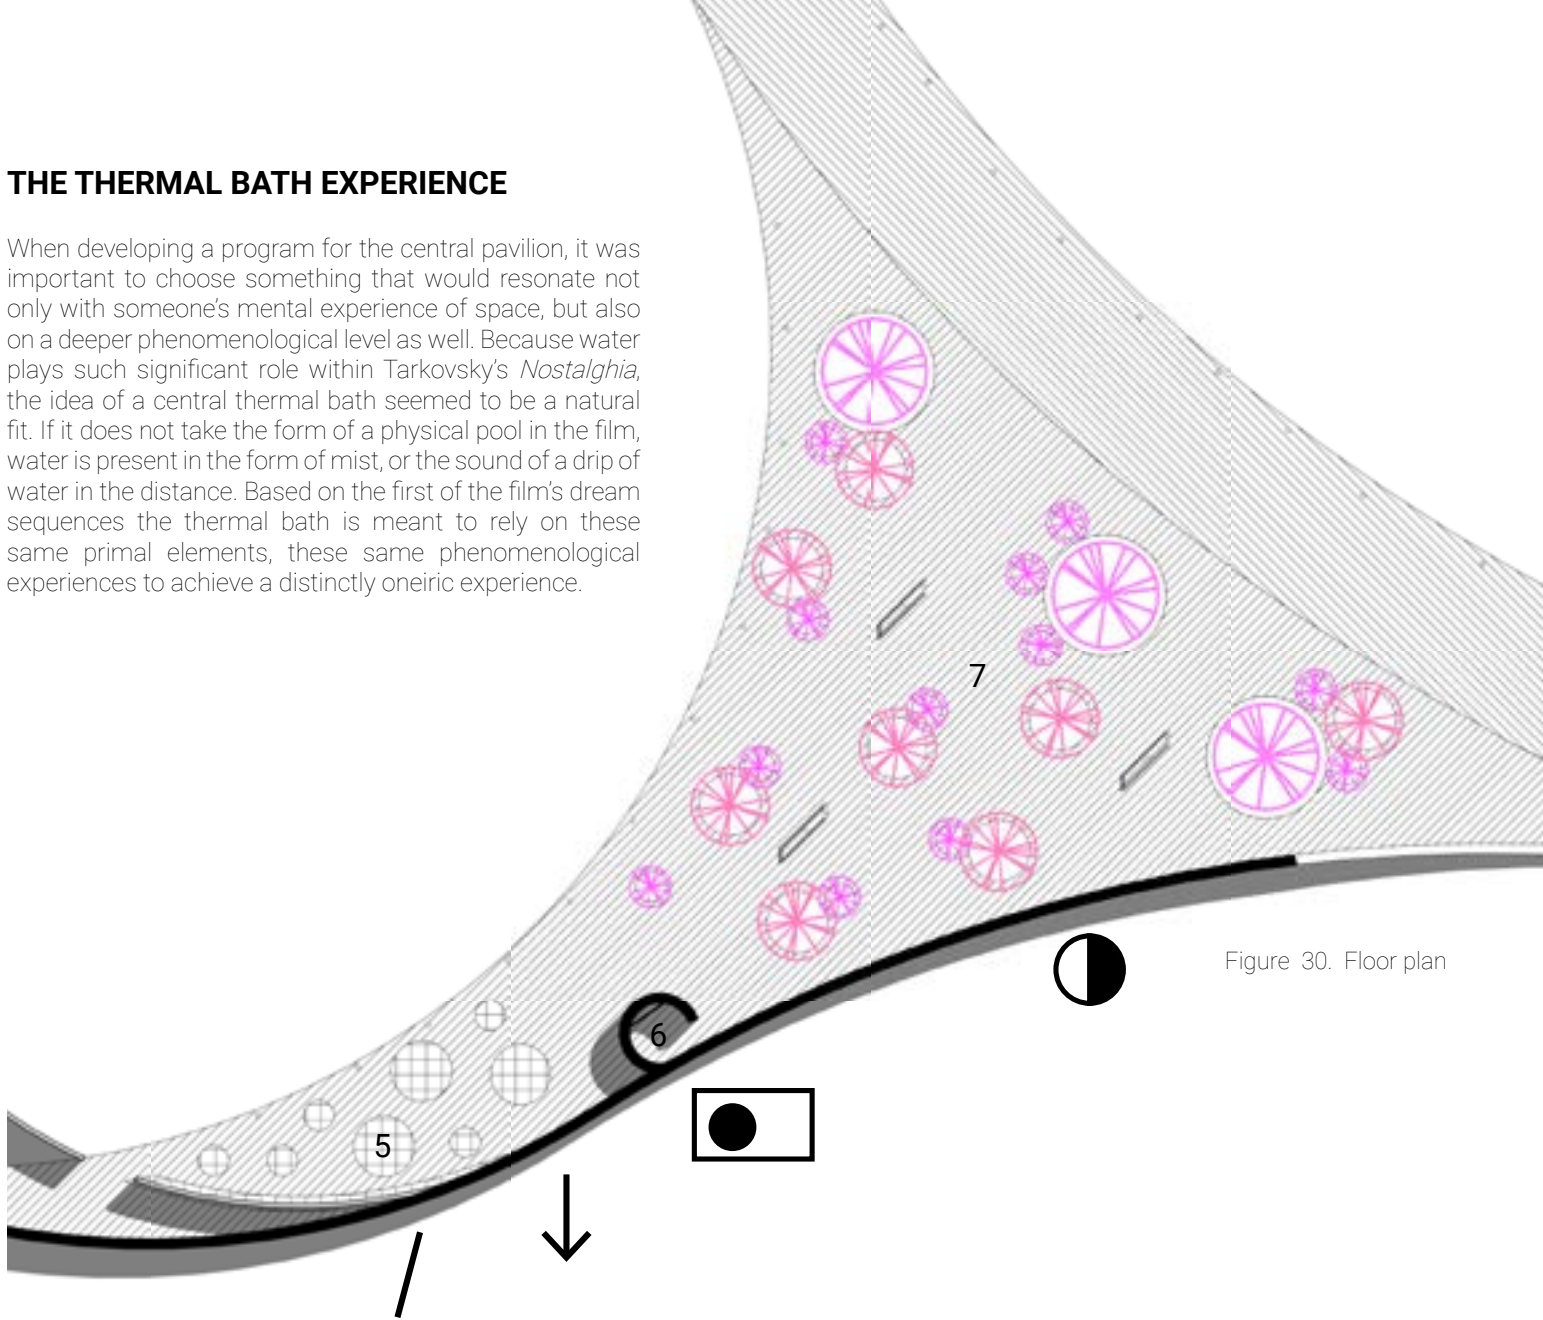 THE THERMAL BATH EXPERIENCE
When developing a program for the central pavilion, it was
important to choose something that would resonate not
only with someone’s mental experience of space, but also
on a deeper phenomenological level as well. Because water
plays such significant role within Tarkovsky’s Nostalghia,
the idea of a central thermal bath seemed to be a natural
fit. If it does not take the form of a physical pool in the film,
water is present in the form of mist, or the sound of a drip of
water in the distance. Based on the first of the film’s dream
sequences the thermal bath is meant to rely on these
same primal elements, these same phenomenological
experiences to achieve a distinctly oneiric experience.
7
Figure 30. Floor plan
6
5